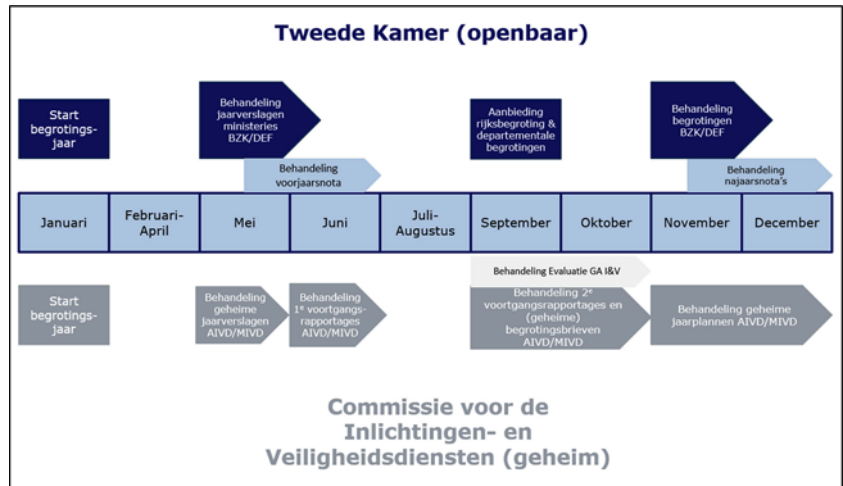 Tweede Kamer (openbaar)
Start
begrotings-
jaar
Behandeling
jaarverslagen
ministeries
BZK/DEF
Aanbieding
rijksbegroting &
departementale
begrotingen
Behandeling
begrotingen
BZK/DEF
Behandeling
voorjaarsnota
Behandeling
najaarsnota's
Januari
Februari-
April
Mei
Juni
Juli-
Augustus
September
Oktober
November
December
Behandeling Evaluatie GA I&V
Start
begrotings-
jaar
Behandeling
geheime
jaarverslagen
AIVD/MIVD
Behandeling
1e voortgangs-
rapportages
AIVD/MIVD
Behandeling 2e
voortgangsrapportages en
(geheime)
begrotingsbrieven
AIVD/MIVD
Behandeling geheime
jaarplannen AIVD/MIVD
Commissie voor de
Inlichtingen- en
Veiligheidsdiensten (geheim)